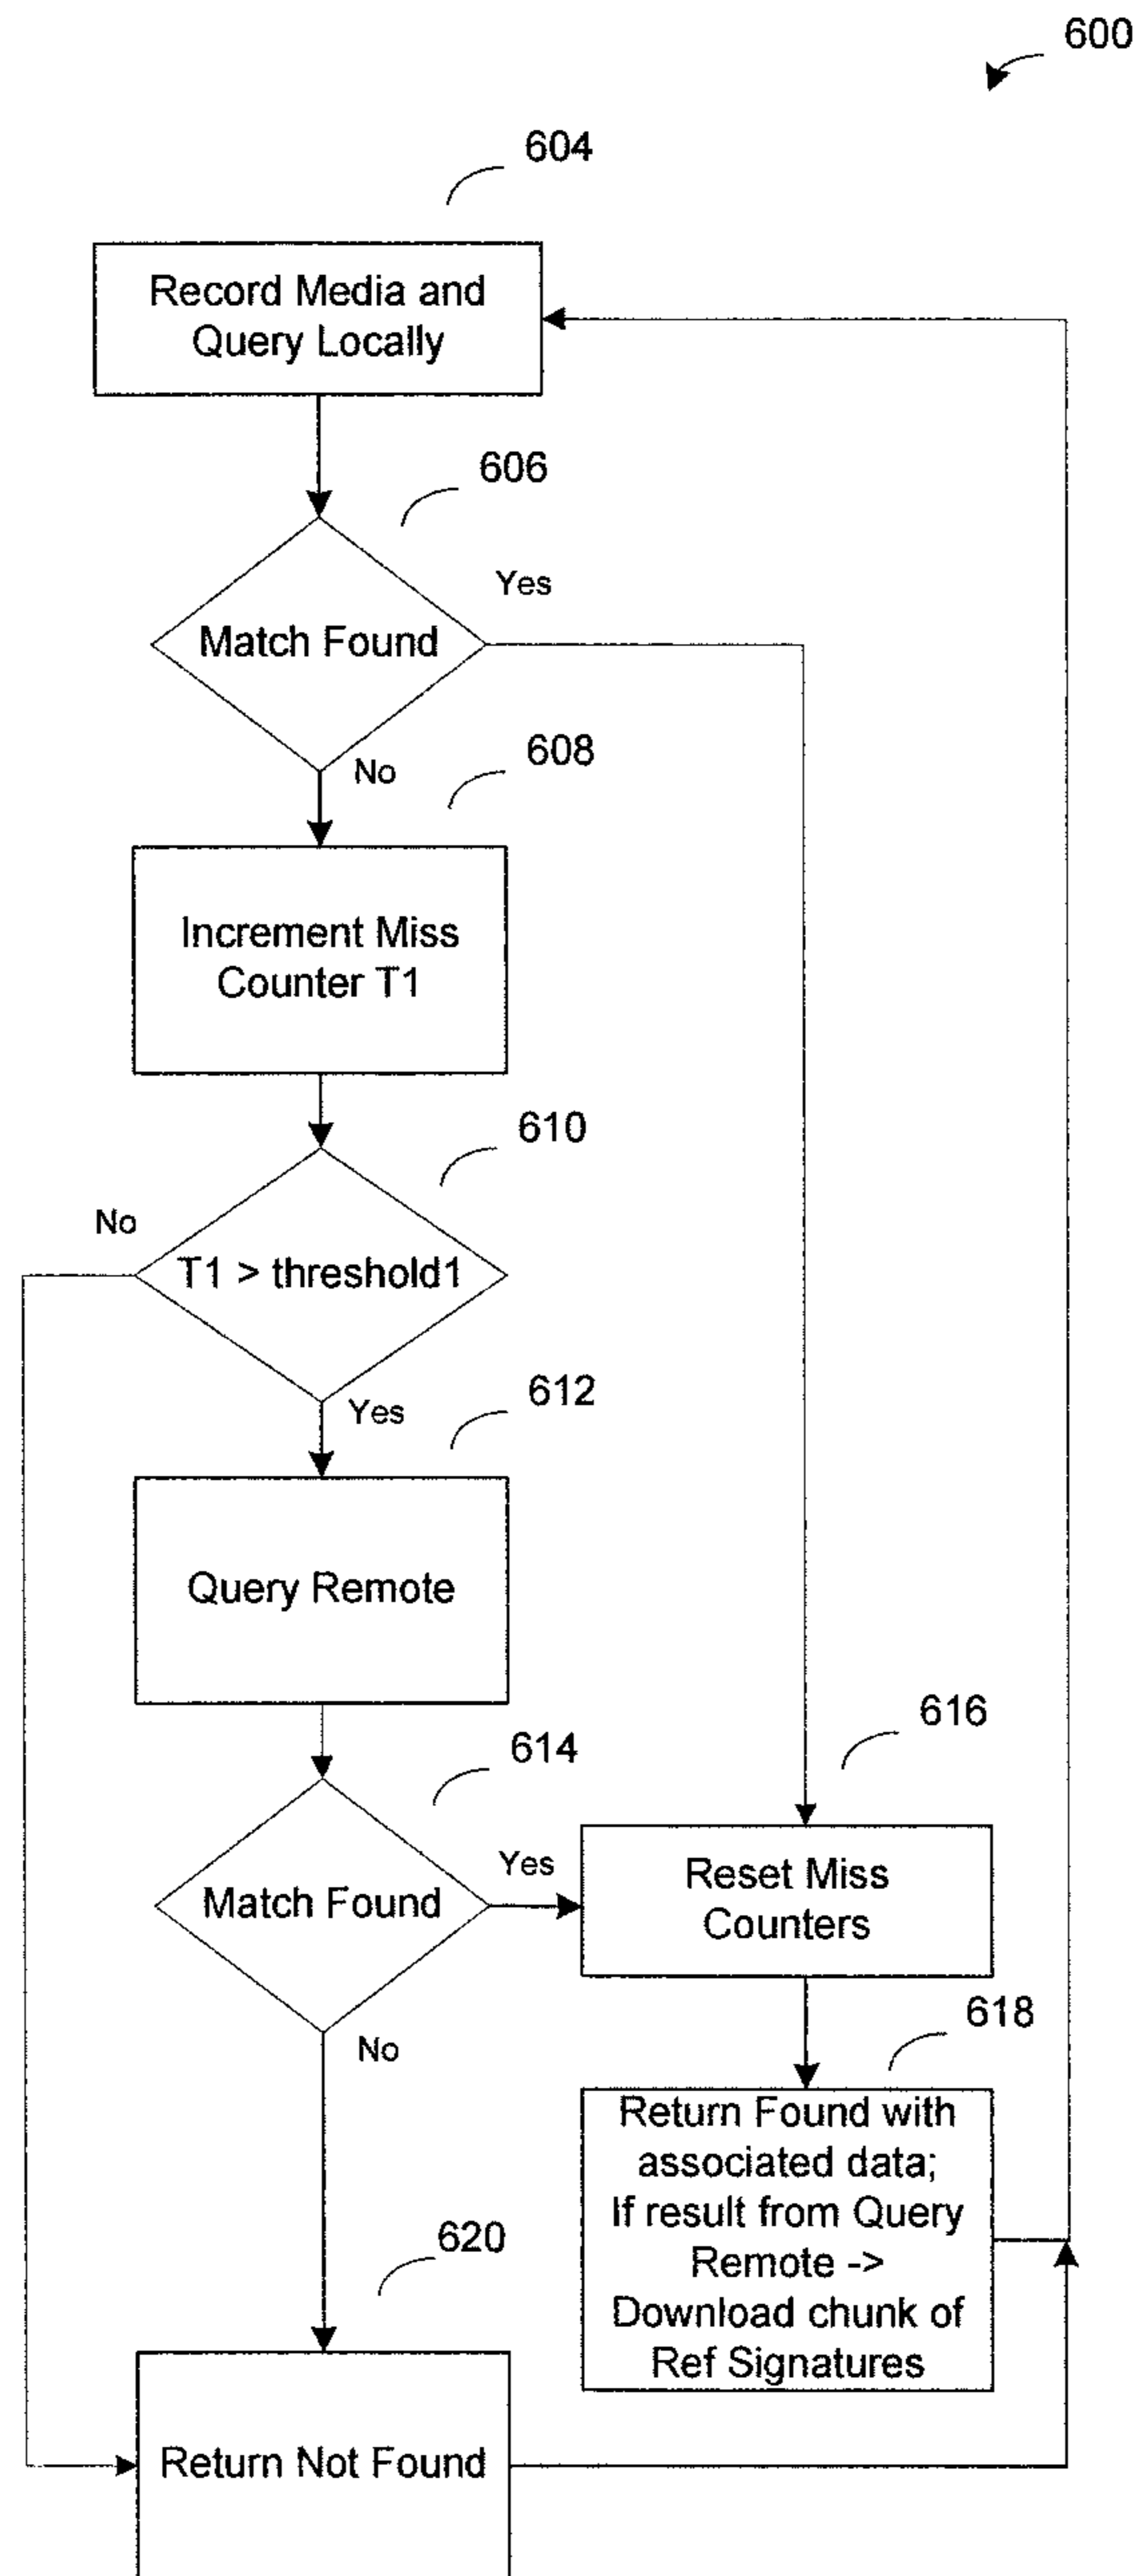 600
604
Record Media and
Query Locally
606
Yes
Match Found
No
608
Increment Miss
Counter T1
610
No
T1 > threshold1
Yes
612
Query Remote
614
Yes
Match Found
No
616
Reset Miss
Counters
618
Return Found with
associated data;
If result from Query
Remote ->
Download chunk of
Ref Signatures
620
Return Not Found